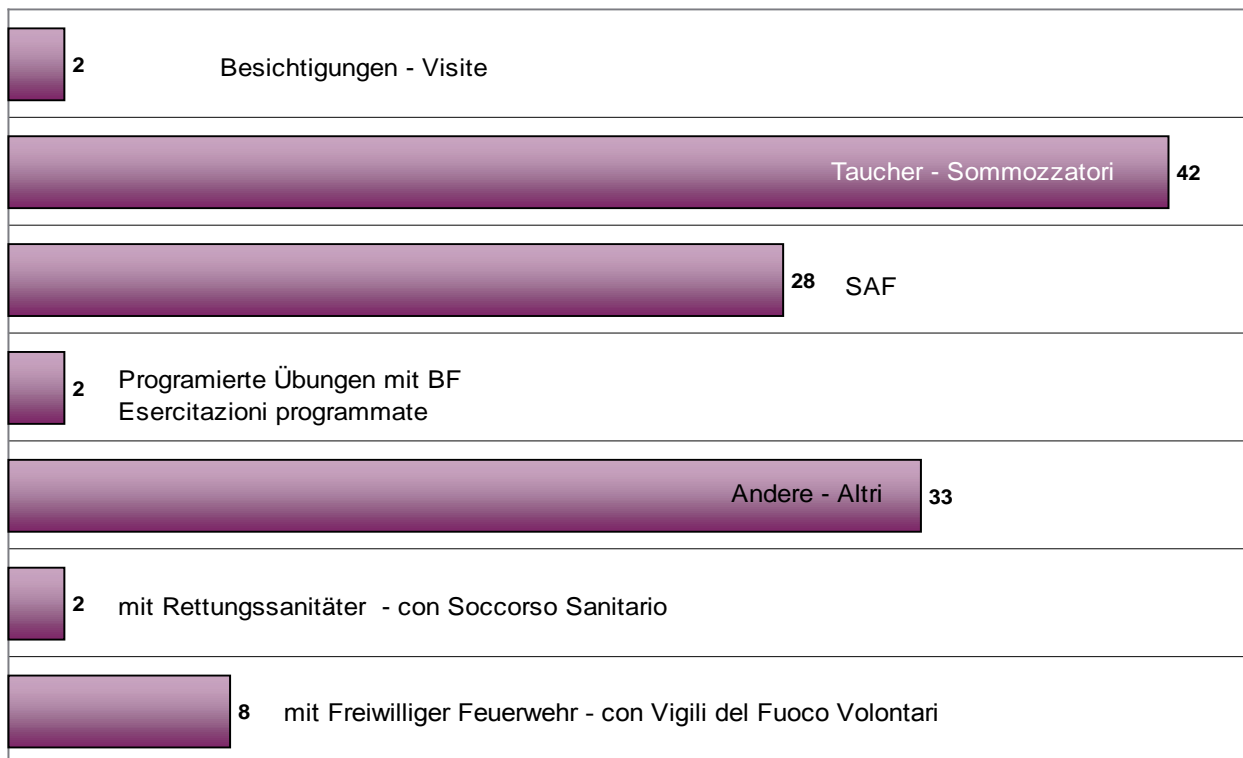 2 Besichtigungen - Visite
Taucher - Sommozzatori 42
28 SAF
2 Programierte Übungen mit BF
Esercitazioni programmate
Andere - Altri 33
2 mit Rettungssanitäter - con Soccorso Sanitario
8 mit Freiwilliger Feuerwehr - con Vigili del Fuoco Volontari